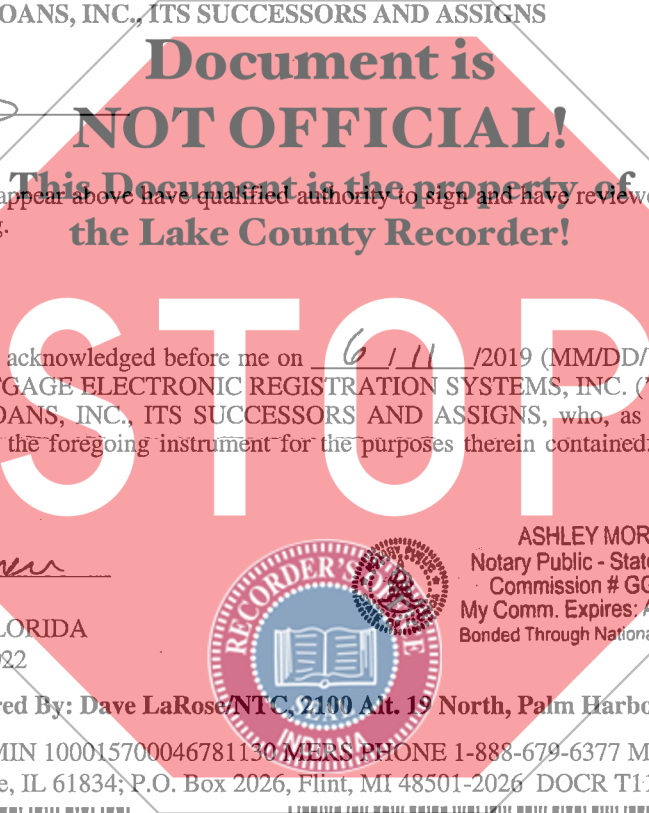 OANS, INC., ITS SUCCESSORS AND ASSIGNS
Document is
NOT OFFICIAL!
This Document is the property of
appear above have qualified authority to sign and have reviewe
g.
the Lake County Recorder!
STOP
acknowledged before me on 6 / 11 /2019 (MM/DD/
TGAGE ELECTRONIC REGISTRATION SYSTEMS, INC. ("
OANS, INC., ITS SUCCESSORS AND ASSIGNS, who, as
the foregoing instrument for the purposes therein contained.
ASHLEY MOR
Notary Public - State
Commission # GG
My Comm. Expires: A
Bonded Through Nationa
RECORDER'S OFFICE
SEAL
INDIANA
LORIDA
022
red By: Dave LaRose/NTC, 2100 Alt. 19 North, Palm Harbo
MIN 100015700046781130 MERS PHONE 1-888-679-6377 M
e, IL 61834; P.O. Box 2026, Flint, MI 48501-2026 DOCR T1